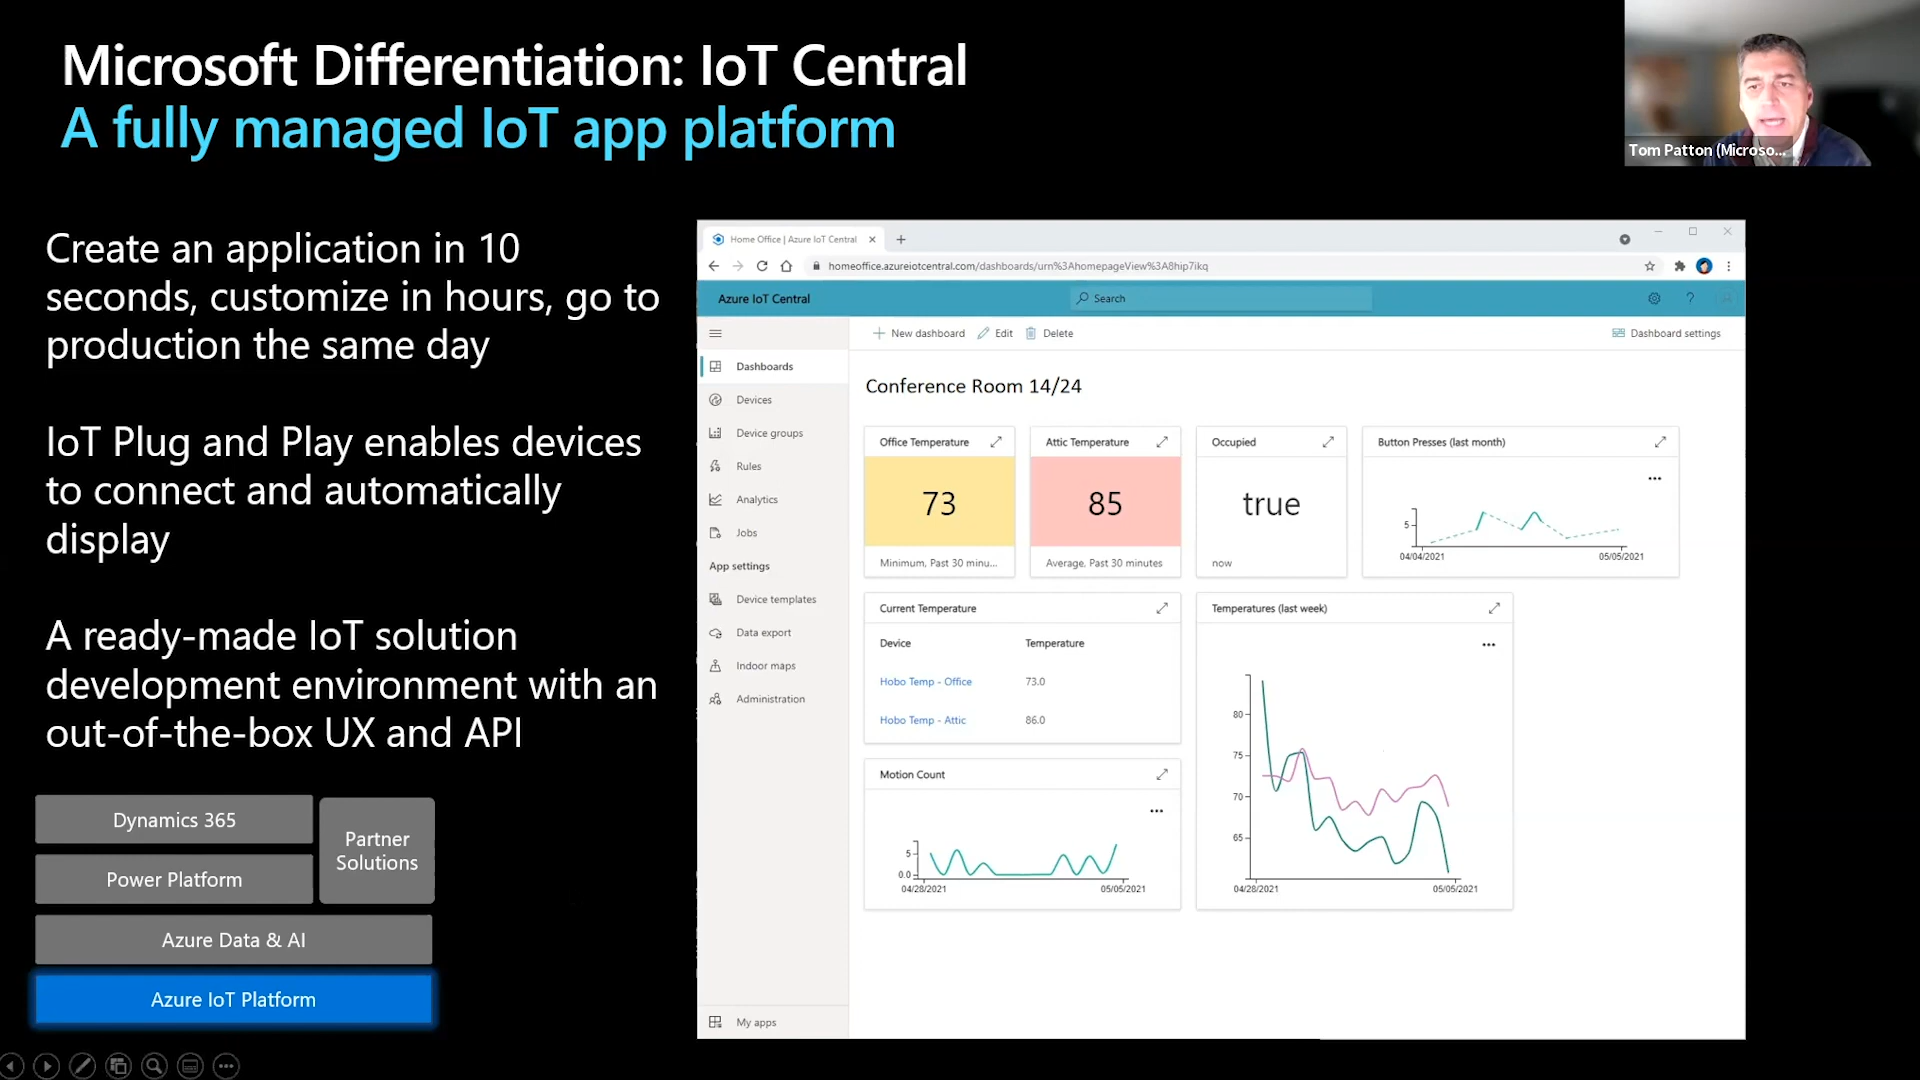 Microsoft Differentiation: IoT Central
A fully managed IoT app platform
Tom Patton (Microso...
Create an application in 10
seconds, customize in hours, go to
production the same day
IoT Plug and Play enables devices
to connect and automatically
display
A ready-made IoT solution
development environment with an
out-of-the-box UX and API
Dynamics 365
Partner
Solutions
Power Platform
Azure Data & AI
Azure IoT Platform
Home Office | Azure IoT Central
homeoffice.azureiotcentral.com/dashboards/urn%3AhomepageView%3A8hip7ikq
Azure IoT Central
Search
?
New dashboard
Edit
Delete
Dashboard settings
Dashboards
Devices
Device groups
Rules
Analytics
Jobs
App settings
Device templates
Data export
Indoor maps
Administration
My apps
Conference Room 14/24
Office Temperature
73
Minimum, Past 30 minu...
Attic Temperature
85
Average, Past 30 minutes
Occupied
true
now
Button Presses (last month)
5
04/04/2021
05/05/2021
Current Temperature
Device
Temperature
Hobo Temp - Office
73.0
Hobo Temp - Attic
86.0
Motion Count
5
0.0
04/28/2021
05/05/2021
Temperatures (last week)
80
75
70
65
04/28/2021
05/05/2021